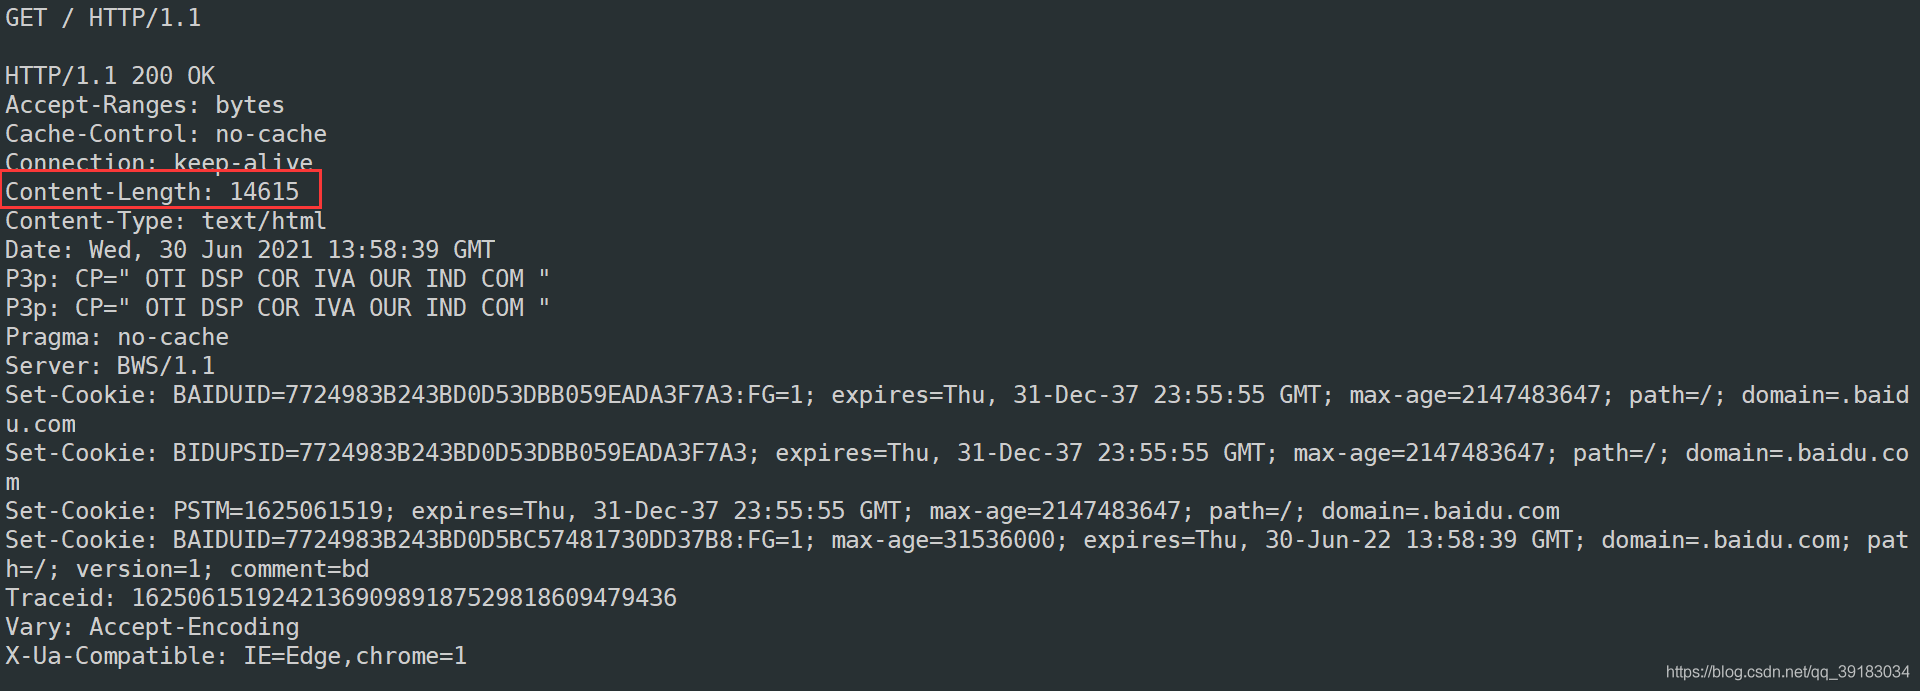 GET / HTTP/1.1
HTTP/1.1 200 OK
Accept-Ranges: bytes
Cache-Control: no-cache
Connection: keep-alive
Content-Length: 14615
Content-Type: text/html
Date: Wed, 30 Jun 2021 13:58:39 GMT
P3p: CP=" OTI DSP COR IVA OUR IND COM "
P3p: CP=" OTI DSP COR IVA OUR IND COM "
Pragma: no-cache
Server: BWS/1.1
Set-Cookie: BAIDUID=7724983B243BD0D53DBB059EADA3F7A3:FG=1; expires=Thu, 31-Dec-37 23:55:55 GMT; max-age=2147483647; path=/; domain=.baid
u.com
Set-Cookie: BIDUPSID=7724983B243BD0D53DBB059EADA3F7A3; expires=Thu, 31-Dec-37 23:55:55 GMT; max-age=2147483647; path=/; domain=.baidu.co
m
Set-Cookie: PSTM=1625061519; expires=Thu, 31-Dec-37 23:55:55 GMT; max-age=2147483647; path=/; domain=.baidu.com
Set-Cookie: BAIDUID=7724983B243BD0D5BC57481730DD37B8:FG=1; max-age=31536000; expires=Thu, 30-Jun-22 13:58:39 GMT; domain=.baidu.com; pat
h=/; version=1; comment=bd
Traceid: 162506151924213690989187529818609479436
Vary: Accept-Encoding
X-Ua-Compatible: IE=Edge,chrome=1
https://blog.csdn.net/qq_39183034